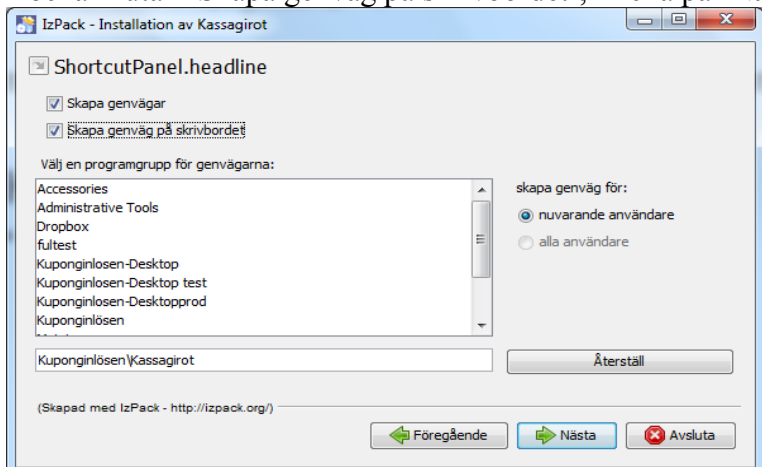 IzPack - Installation av Kassagirot
ShortcutPanel.headline
Skapa genvägar
Skapa genväg på skrivbordet
Välj en programgrupp för genvägarna:
Accessories
Administrative Tools
Dropbox
fultest
Kuponginlosen-Desktop
Kuponginlosen-Desktop test
Kuponginlosen-Desktopprod
Kuponginlösen
skapa genväg för:
nuvarande användare
alla användare
Kuponginlösen\Kassagirot
Återställ
(Skapad med IzPack - http://izpack.org/)
Föregående
Nästa
Avsluta